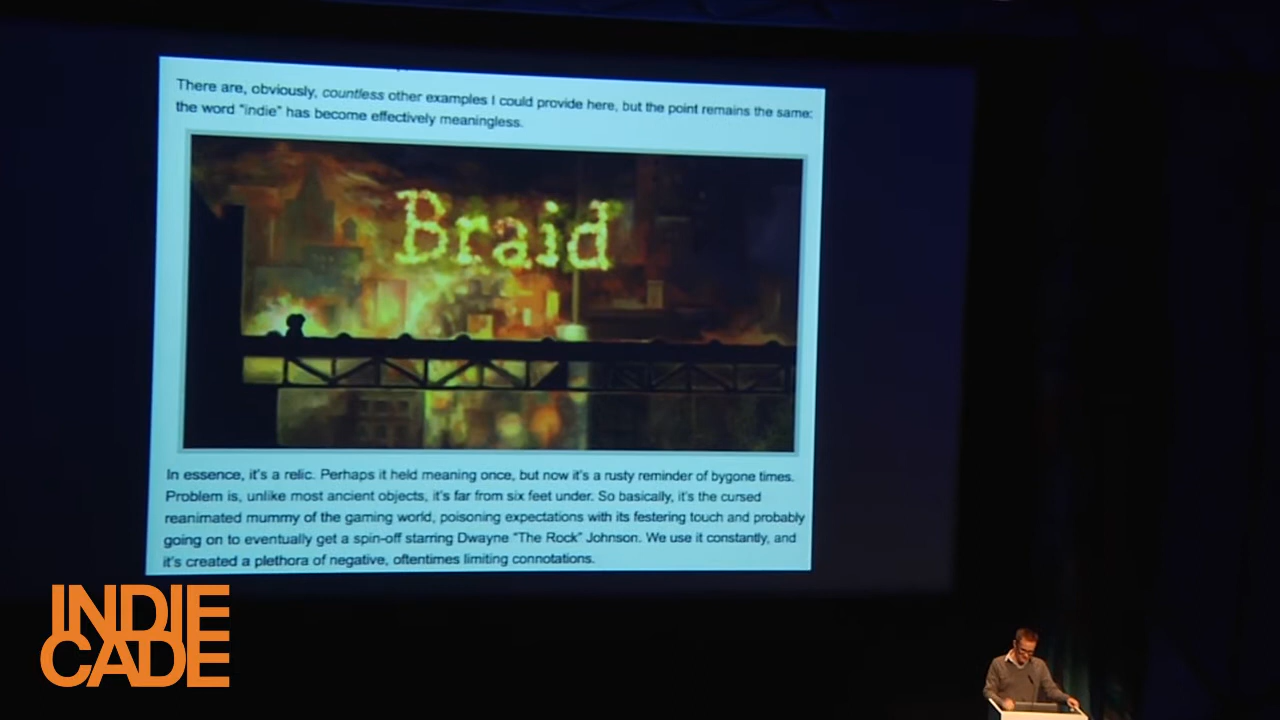 There are, obviously, countless other examples I could provide here, but the point remains the same:
the word "indie" has become effectively meaningless.
Braid
In essence, it's a relic. Perhaps it held meaning once, but now it's a rusty reminder of bygone times.
Problem is, unlike most ancient objects, it's far from six feet under. So basically, it's the cursed
reanimated mummy of the gaming world, poisoning expectations with its festering touch and probably
going on to eventually get a spin-off starring Dwayne "The Rock" Johnson. We use it constantly, and
it's created a plethora of negative, oftentimes limiting connotations.
INDIE
CADE